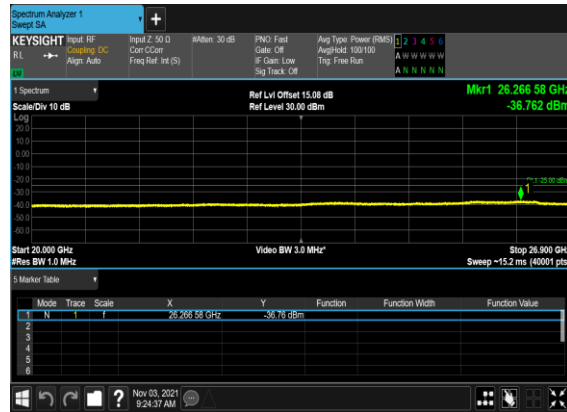 Spectrum Analyzer 1
Swept SA
+
KEYSIGHT Input: RF Input Z: 50 Ω #Atten: 30 dB PNO: Fast Avg Type: Power (RMS) 1 2 3 4 5 6
RL Coupling: DC Corr CCorr Gate: Off Avg|Hold: 100/100 A W W W W W
Align: Auto Freq Ref: Int (S) IF Gain: Low Trig: Free Run
Sig Track: Off A N N N N N
1 Spectrum
Ref Lvl Offset 15.08 dB Mkr1 26.266 58 GHz
Scale/Div 10 dB Ref Level 30.00 dBm -36.762 dBm
Log
20.0
10.0
0.00
-10.0
-20.0
-25.00 dBm
-30.0 1
-40.0
-50.0
-60.0
Start 20.000 GHz Video BW 3.0 MHz* Stop 26.900 GHz
#Res BW 1.0 MHz Sweep ~15.2 ms (40001 pts)
5 Marker Table
Mode Trace Scale X Y Function Function Width Function Value
1 N 1 f 26.266 58 GHz -36.76 dBm
2
3
4
5
6
? Nov 03, 2021
9:24:37 AM